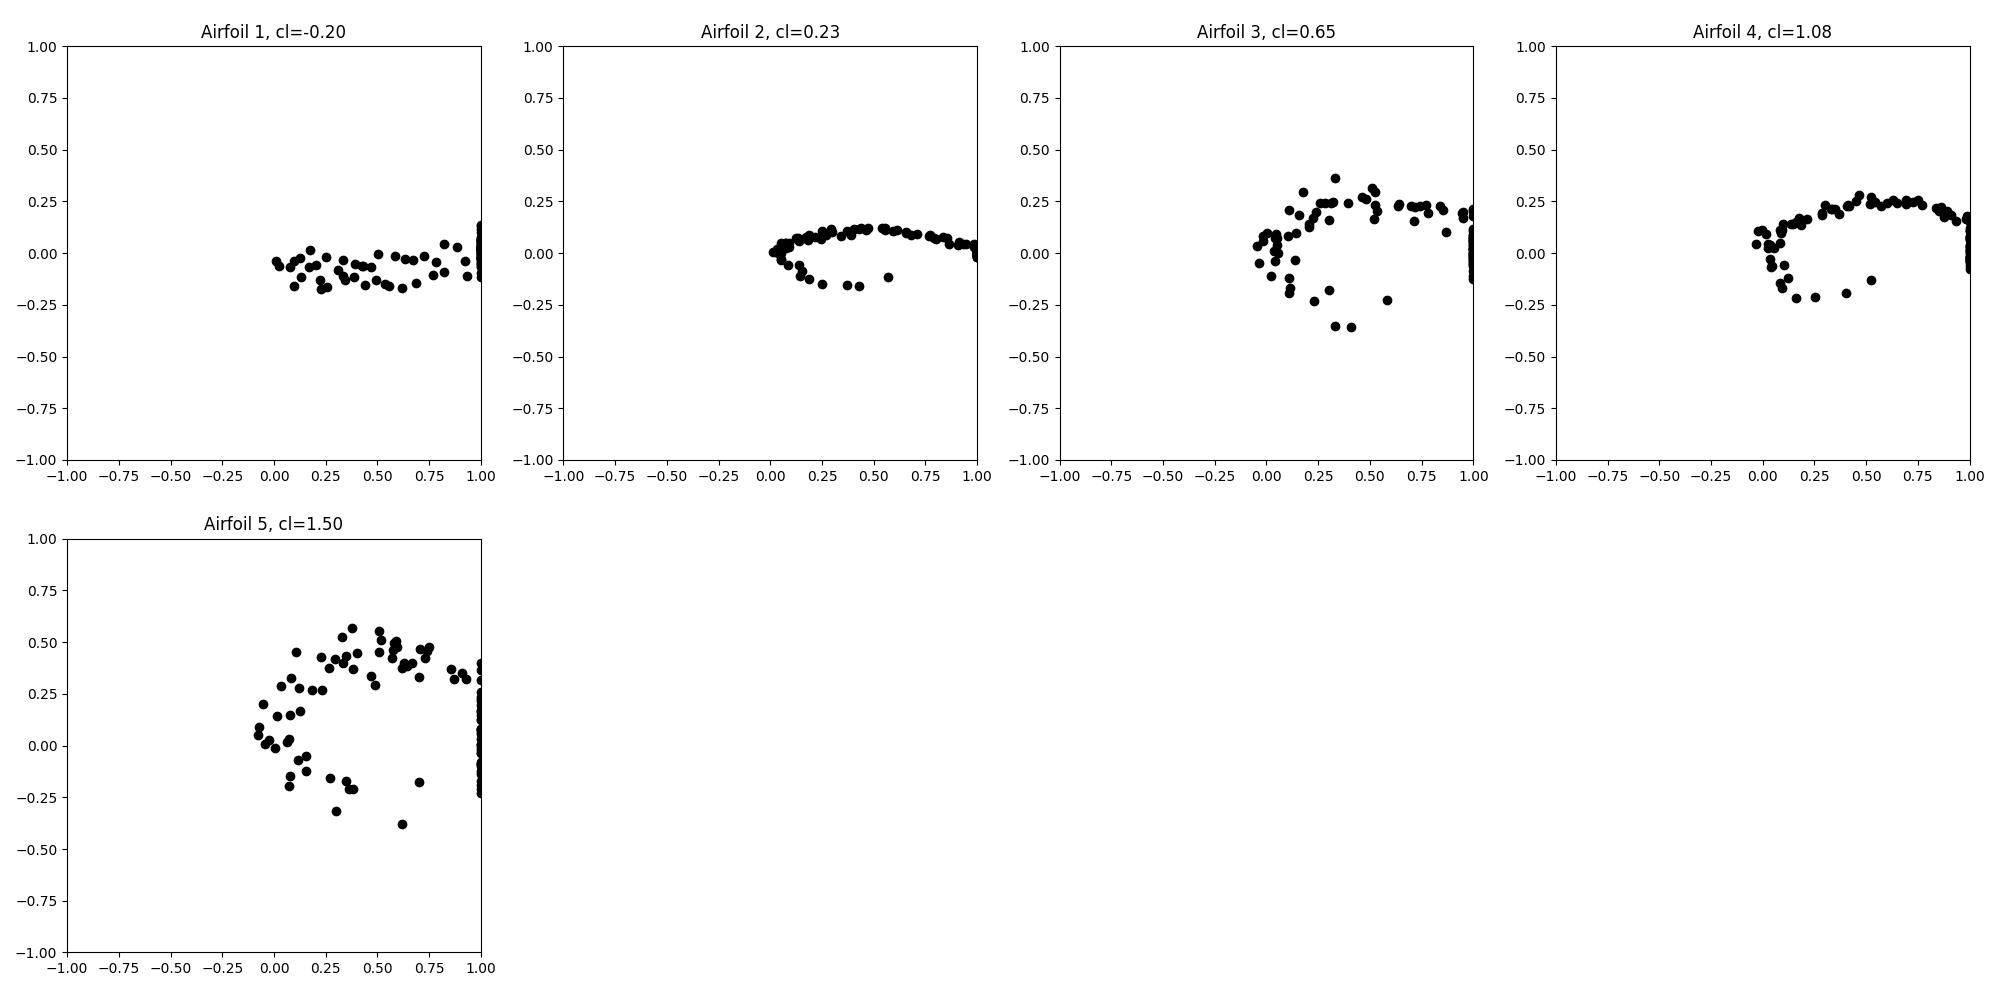 Airfoil 1, cl=-0.20
Airfoil 2, cl=0.23
Airfoil 3, cl=0.65
Airfoil 4, cl=1.08
1.00 1.00 1.00 1.00
0.75 0.75 0.75 0.75
0.50 0.50 0.50 0.50
0.25 0.25 0.25 0.25
0.00 0.00 0.00 0.00
−0.25 −0.25 −0.25 −0.25
−0.50 −0.50 −0.50 −0.50
−0.75 −0.75 −0.75 −0.75
−1.00 −1.00 −1.00 −1.00
−1.00 −0.75 −0.50 −0.25 0.00 0.25 0.50 0.75 1.00
−1.00 −0.75 −0.50 −0.25 0.00 0.25 0.50 0.75 1.00
−1.00 −0.75 −0.50 −0.25 0.00 0.25 0.50 0.75 1.00
−1.00 −0.75 −0.50 −0.25 0.00 0.25 0.50 0.75 1.00
Airfoil 5, cl=1.50
1.00
0.75
0.50
0.25
0.00
−0.25
−0.50
−0.75
−1.00
−1.00 −0.75 −0.50 −0.25 0.00 0.25 0.50 0.75 1.00